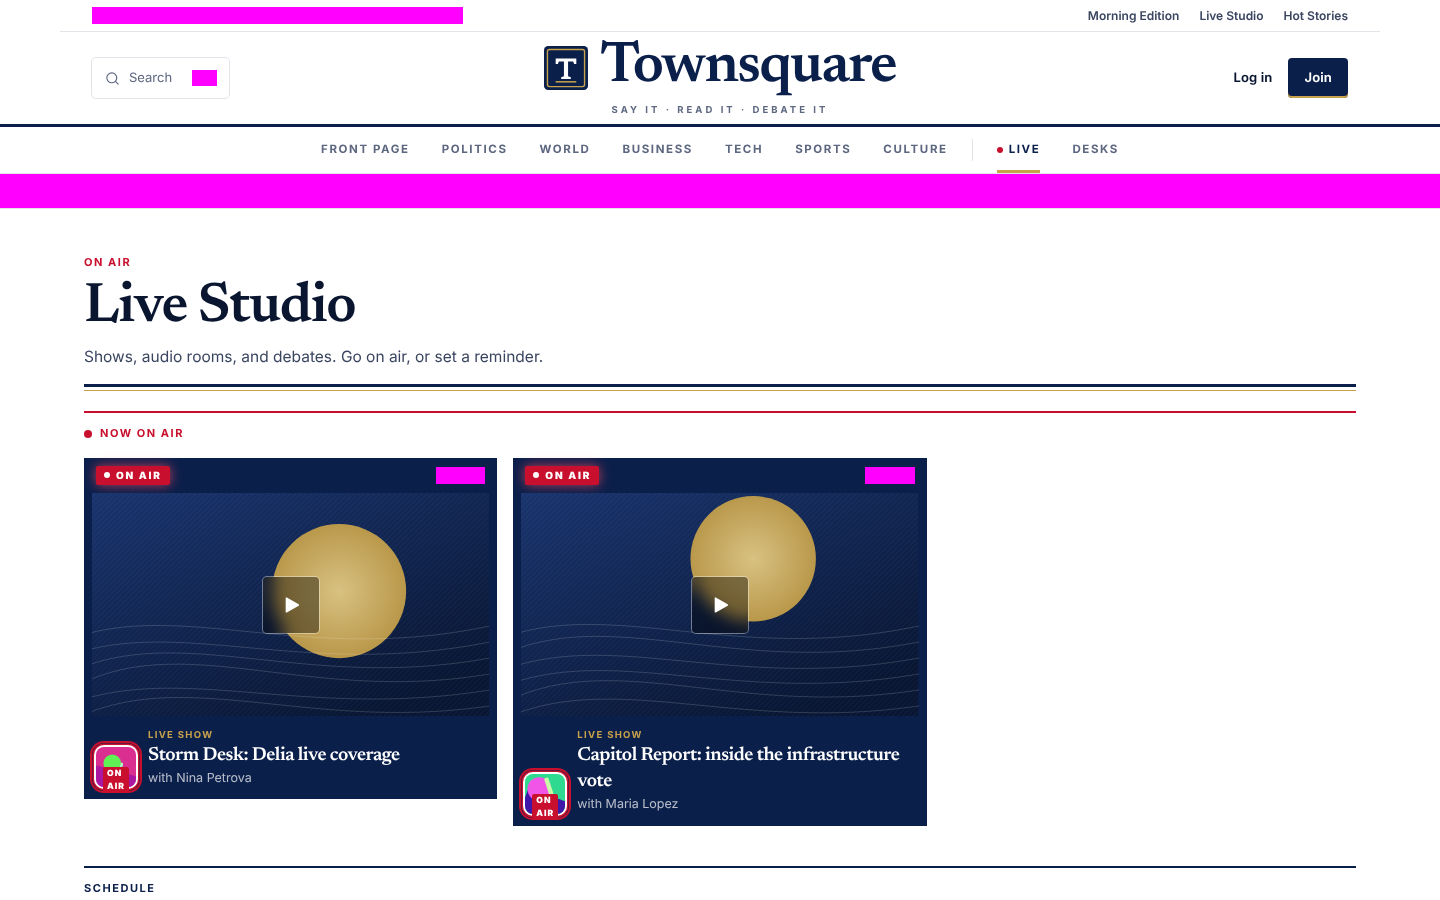 Morning Edition Live Studio Hot Stories
Search
T Townsquare
SAY IT · READ IT · DEBATE IT
Log in Join
FRONT PAGE POLITICS WORLD BUSINESS TECH SPORTS CULTURE LIVE DESKS
ON AIR
Live Studio
Shows, audio rooms, and debates. Go on air, or set a reminder.
NOW ON AIR
ON AIR
LIVE SHOW
Storm Desk: Delia live coverage
with Nina Petrova
ON
AIR
ON AIR
LIVE SHOW
Capitol Report: inside the infrastructure
vote
with Maria Lopez
ON
AIR
SCHEDULE